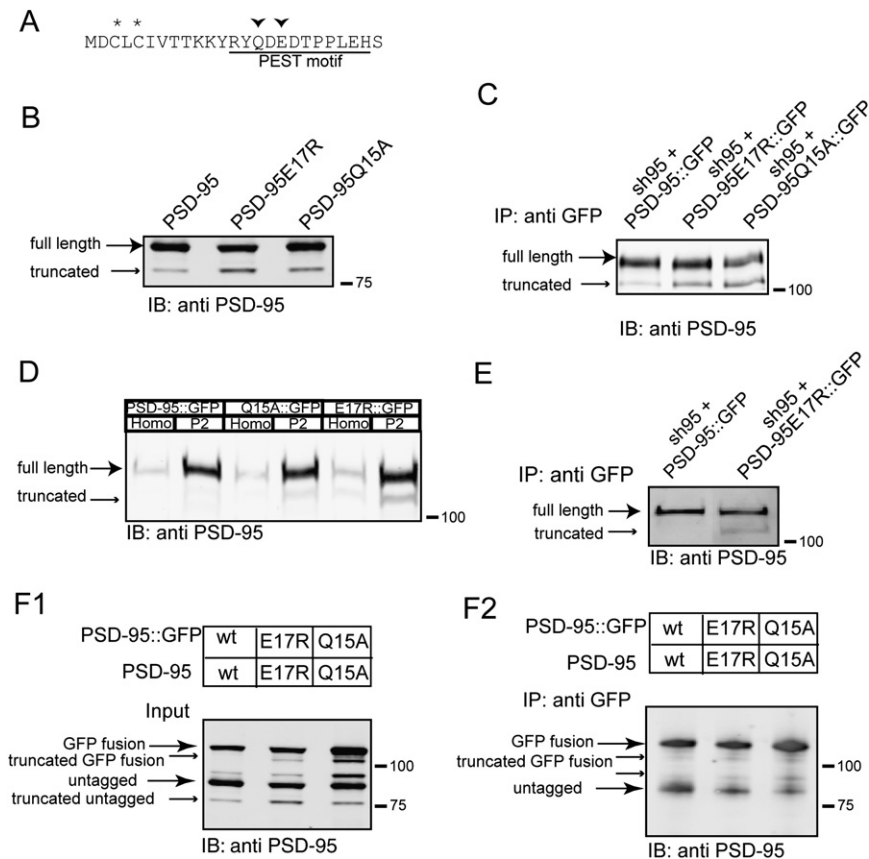 A
* *
MDCLCIVTTKKYRYQDEDTPPLEHS
PEST motif
B
PSD-95
PSD-95E17R
PSD-95Q15A
full length
truncated
75
IB: anti PSD-95
C
sh95 +
PSD-95::GFP
sh95 +
PSD-95E17R::GFP
sh95 +
PSD-95Q15A::GFP
IP: anti GFP
full length
truncated
100
IB: anti PSD-95
D
PSD-95::GFP Q15A::GFP E17R::GFP
Homo P2 Homo P2 Homo P2
full length
truncated
100
IB: anti PSD-95
E
sh95 +
PSD-95::GFP
sh95 +
PSD-95E17R::GFP
IP: anti GFP
full length
truncated
100
IB: anti PSD-95
F1
PSD-95::GFP wt E17R Q15A
PSD-95 wt E17R Q15A
Input
GFP fusion
truncated GFP fusion
untagged
truncated untagged
100
75
IB: anti PSD-95
F2
PSD-95::GFP wt E17R Q15A
PSD-95 wt E17R Q15A
IP: anti GFP
GFP fusion
truncated GFP fusion
untagged
100
75
IB: anti PSD-95